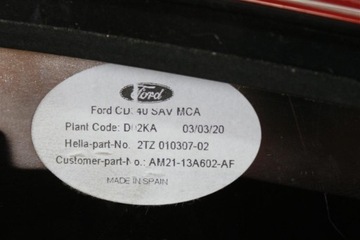 Ford
Ford CD 40 SAV MCA
Plant Code: D02KA 03/03/20
Hella-part-No. 2TZ 010307-02
Customer-part-No.: AM21-13A602-AF
MADE IN SPAIN